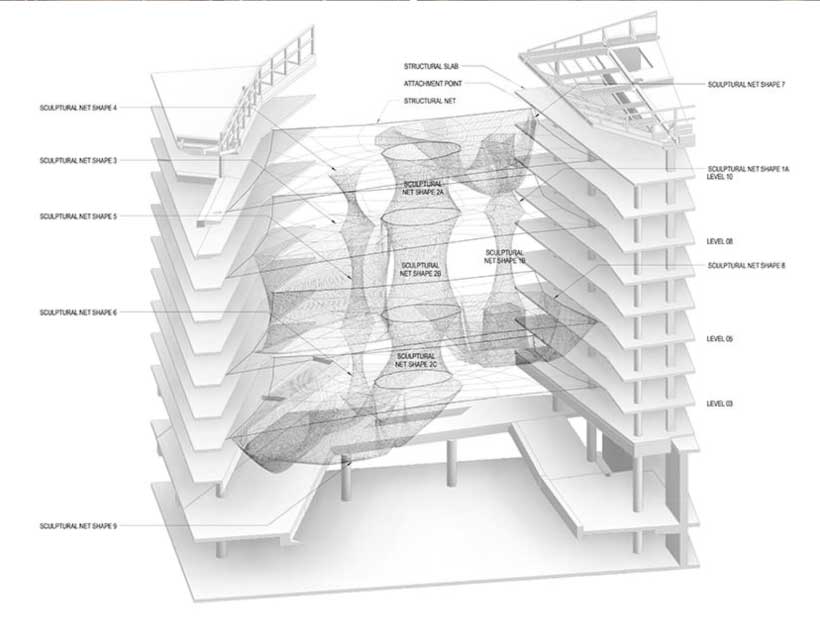 STRUCTURAL SLAB
ATTACHMENT POINT
STRUCTURAL NET
SCULPTURAL NET SHAPE 7
SCULPTURAL NET SHAPE 4
SCULPTURAL NET SHAPE 3
SCULPTURAL NET SHAPE 1A
LEVEL 10
SCULPTURAL
NET SHAPE 2A
SCULPTURAL NET SHAPE 5
LEVEL 08
SCULPTURAL
NET SHAPE 1B
SCULPTURAL
NET SHAPE 2B
SCULPTURAL NET SHAPE 8
SCULPTURAL NET SHAPE 6
LEVEL 05
SCULPTURAL
NET SHAPE 2C
LEVEL 03
SCULPTURAL NET SHAPE 9